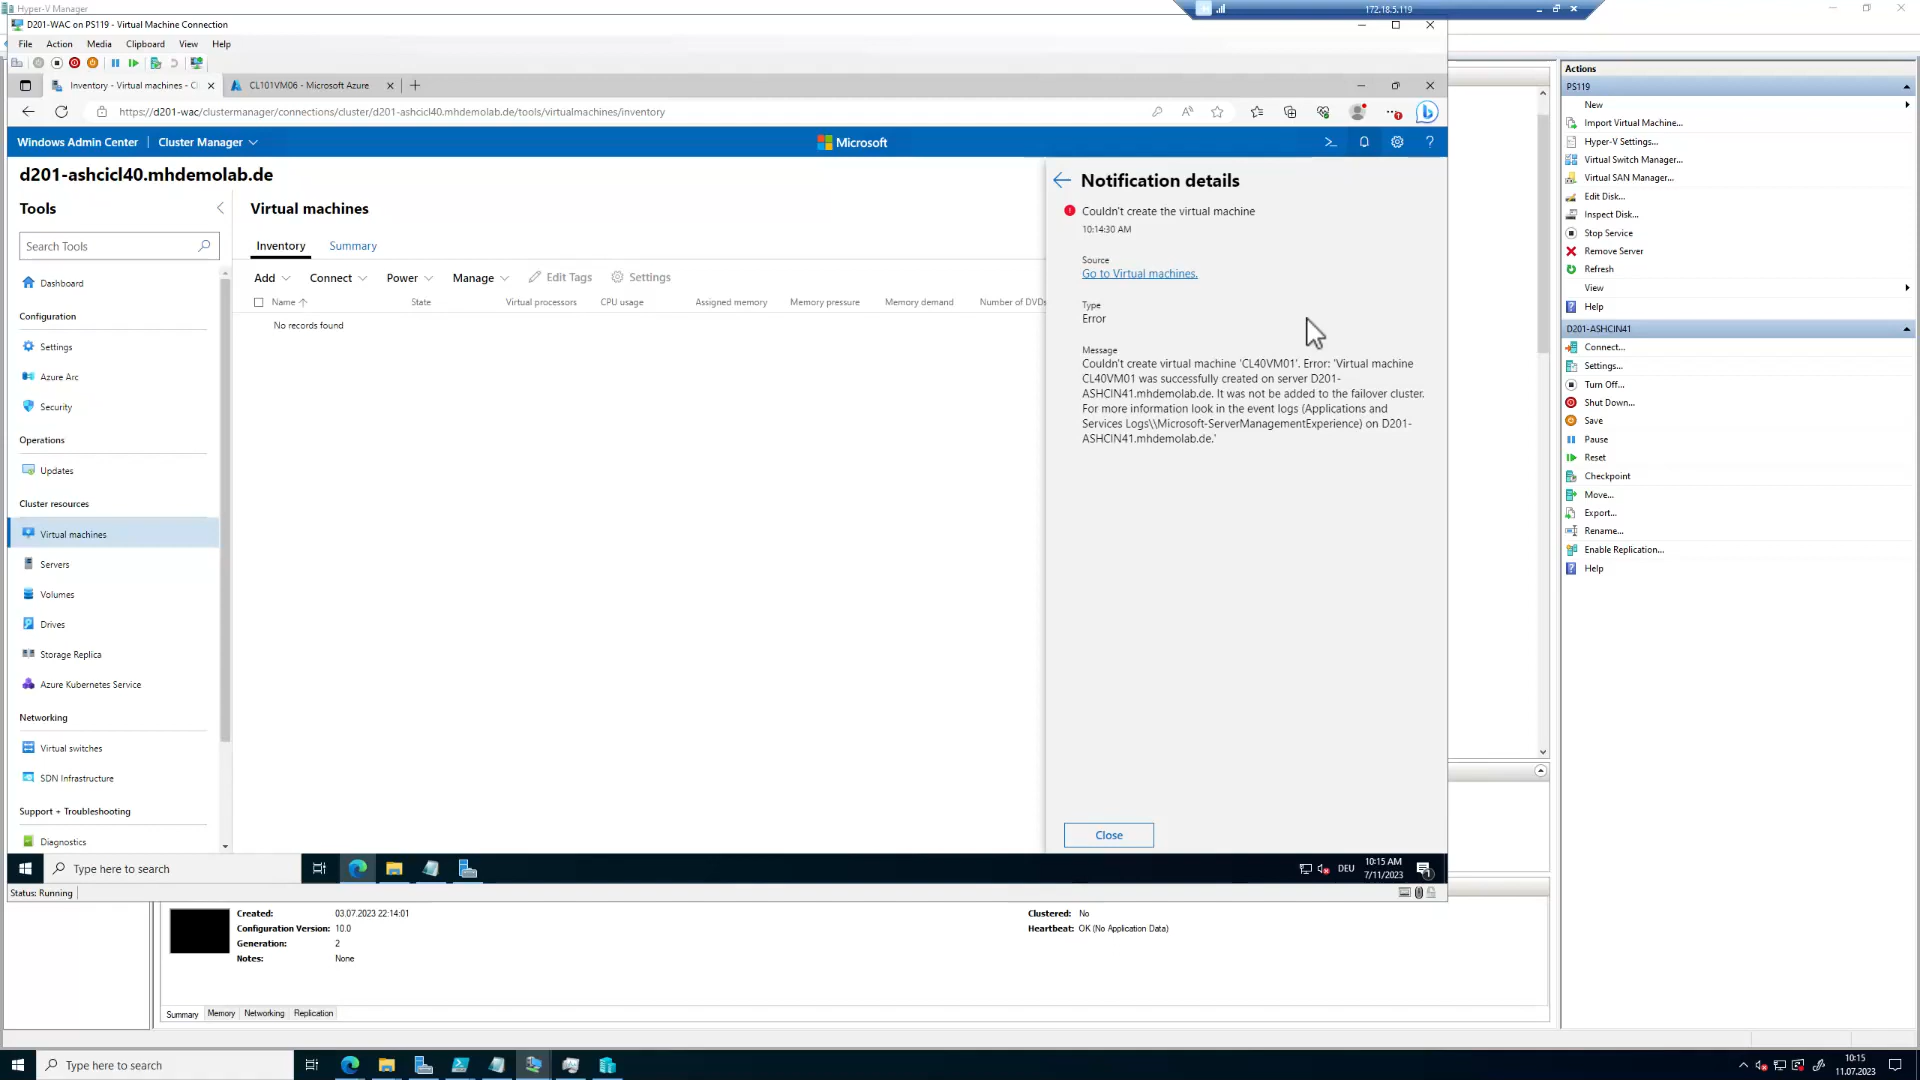 Hyper-V Manager
172.18.5.119
D201-WAC on PS119 - Virtual Machine Connection
File Action Media Clipboard View Help
Inventory - Virtual machines - C
CL101VM06 - Microsoft Azure
https://d201-wac/clustermanager/connections/cluster/d201-ashcicl40.mhdemolab.de/tools/virtualmachines/inventory
Windows Admin Center
Cluster Manager
Microsoft
d201-ashcicl40.mhdemolab.de
Tools
Search Tools
Dashboard
Configuration
Settings
Azure Arc
Security
Operations
Updates
Cluster resources
Virtual machines
Servers
Volumes
Drives
Storage Replica
Azure Kubernetes Service
Networking
Virtual switches
SDN Infrastructure
Support + Troubleshooting
Diagnostics
Virtual machines
Inventory Summary
Add Connect Power Manage Edit Tags Settings
Name State Virtual processors CPU usage Assigned memory Memory pressure Memory demand Number of DVDs
No records found
Notification details
Couldn't create the virtual machine
10:14:30 AM
Source
Go to Virtual machines.
Type
Error
Message
Couldn't create virtual machine 'CL40VM01'. Error: 'Virtual machine
CL40VM01 was successfully created on server D201-
ASHCIN41.mhdemolab.de. It was not be added to the failover cluster.
For more information look in the event logs (Applications and
Services Logs\\Microsoft-ServerManagementExperience) on D201-
ASHCIN41.mhdemolab.de.'
Close
Type here to search
DEU
10:15 AM
7/11/2023
1
Status: Running
Created: 03.07.2023 22:14:01
Configuration Version: 10.0
Generation: 2
Notes: None
Clustered: No
Heartbeat: OK (No Application Data)
Summary Memory Networking Replication
Actions
PS119
New
Import Virtual Machine...
Hyper-V Settings...
Virtual Switch Manager...
Virtual SAN Manager...
Edit Disk...
Inspect Disk...
Stop Service
Remove Server
Refresh
View
Help
D201-ASHCIN41
Connect...
Settings...
Turn Off...
Shut Down...
Save
Pause
Reset
Checkpoint
Move...
Export...
Rename...
Enable Replication...
Help
Type here to search
10:15
11.07.2023